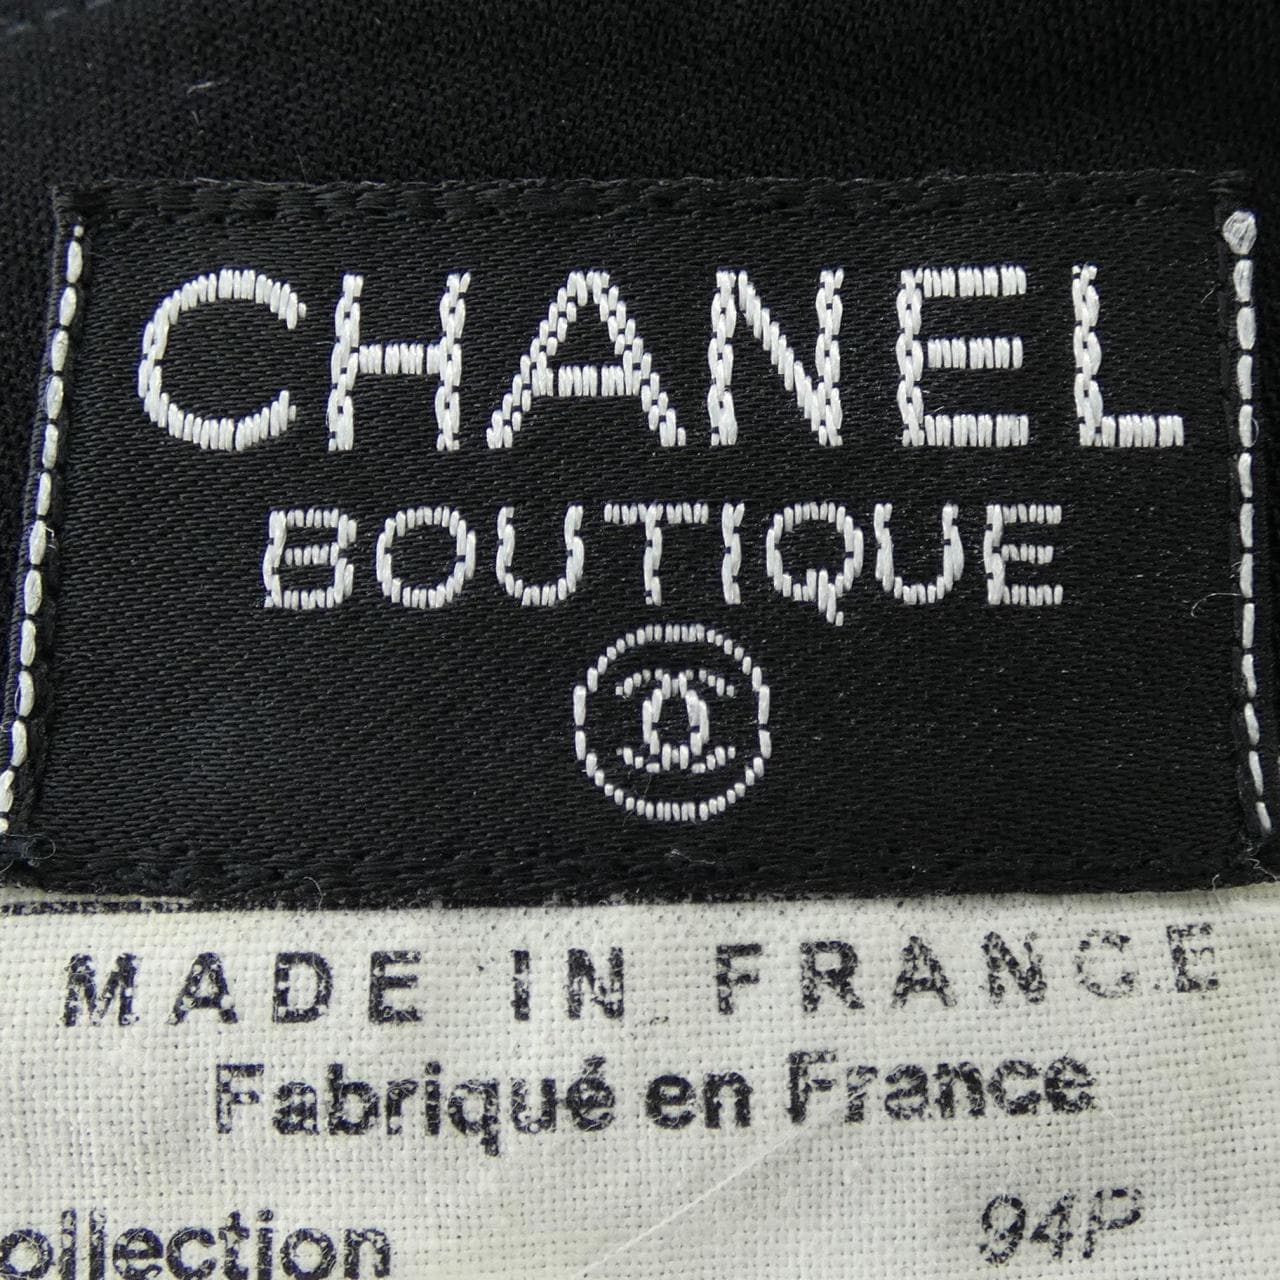 CHANEL
BOUTIQUE
MADE IN FRANCE
Fabriqué en France
ollection 94P